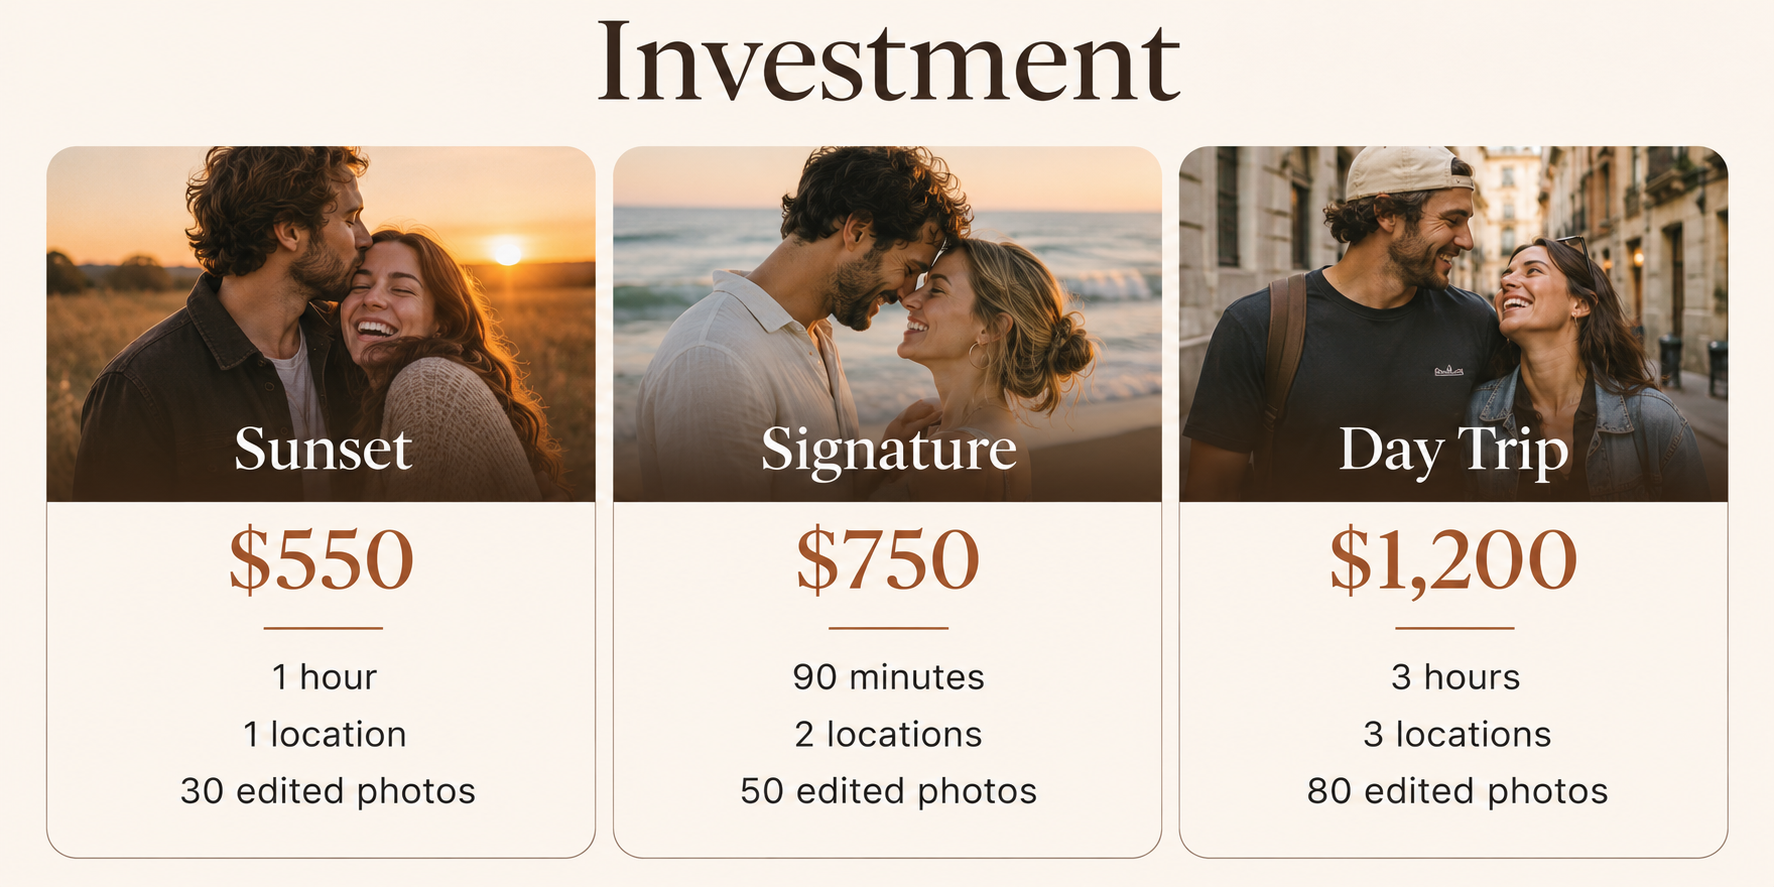 Investment
Sunset
$550
1 hour
1 location
30 edited photos
Signature
$750
90 minutes
2 locations
50 edited photos
Day Trip
$1,200
3 hours
3 locations
80 edited photos